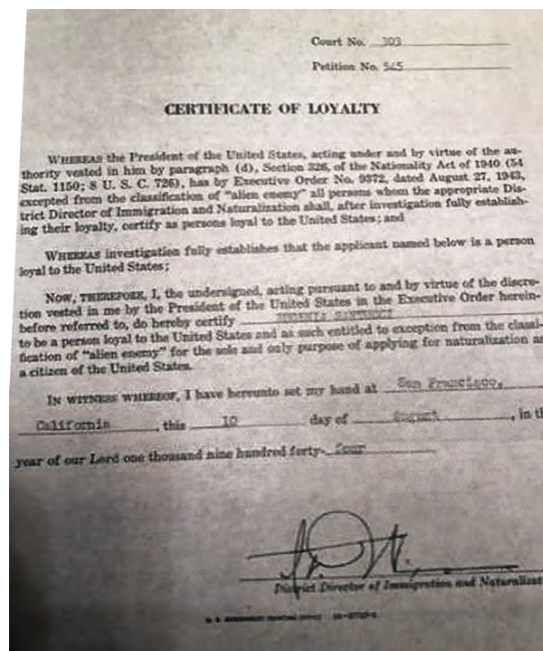 Court No. 303
Petition No. 545
CERTIFICATE OF LOYALTY
WHEREAS the President of the United States, acting under and by virtue of the au-
thority vested in him by paragraph (d), Section 326, of the Nationality Act of 1940 (54
Stat. 1150; 8 U. S. C. 726), has by Executive Order No. 9372, dated August 27, 1943,
excepted from the classification of "alien enemy" all persons whom the appropriate Dis-
trict Director of Immigration and Naturalization shall, after investigation fully establish-
ing their loyalty, certify as persons loyal to the United States; and
WHEREAS investigation fully establishes that the applicant named below is a person
loyal to the United States;
NOW, THEREFORE, I, the undersigned, acting pursuant to and by virtue of the discre-
tion vested in me by the President of the United States in the Executive Order herein-
before referred to, do hereby certify
to be a person loyal to the United States and as such entitled to exception from the classi-
fication of "alien enemy" for the sole and only purpose of applying for naturalization as
a citizen of the United States.
IN WITNESS WHEREOF, I have hereunto set my hand at San Francisco,
California, this 10 day of August, in th
year of our Lord one thousand nine hundred forty-four
District Director of Immigration and Naturalizat
U. S. GOVERNMENT PRINTING OFFICE